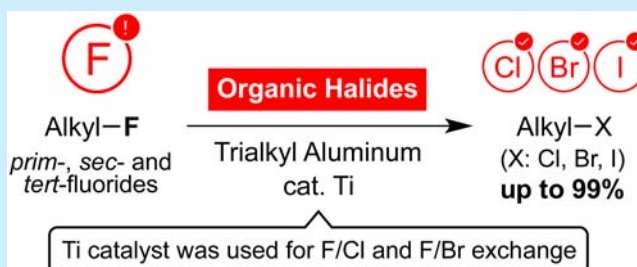 F !
Organic Halides
Cl Br I
Alkyl–F
Alkyl–X
prim-, sec- and
tert-fluorides
Trialkyl Aluminum
cat. Ti
(X: Cl, Br, I)
up to 99%
Ti catalyst was used for F/Cl and F/Br exchange